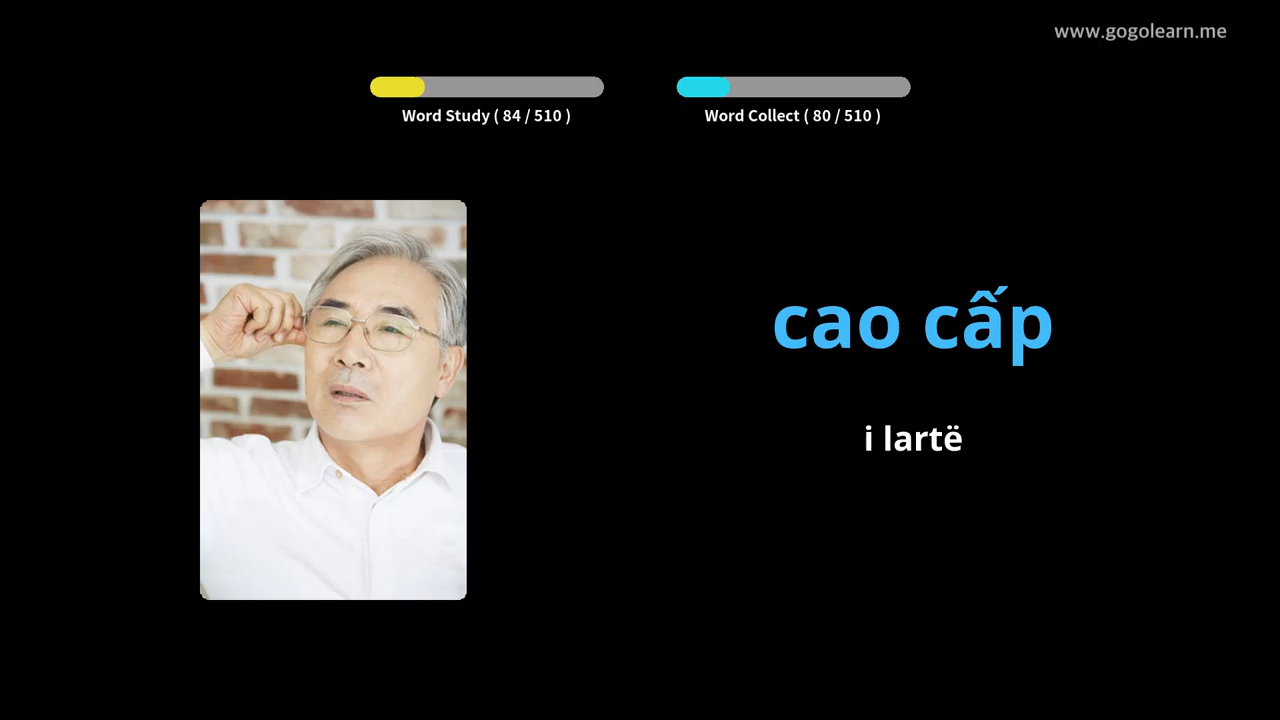 www.gogolearn.me
Word Study ( 84 / 510 )
Word Collect ( 80 / 510 )
cao cấp
i lartë